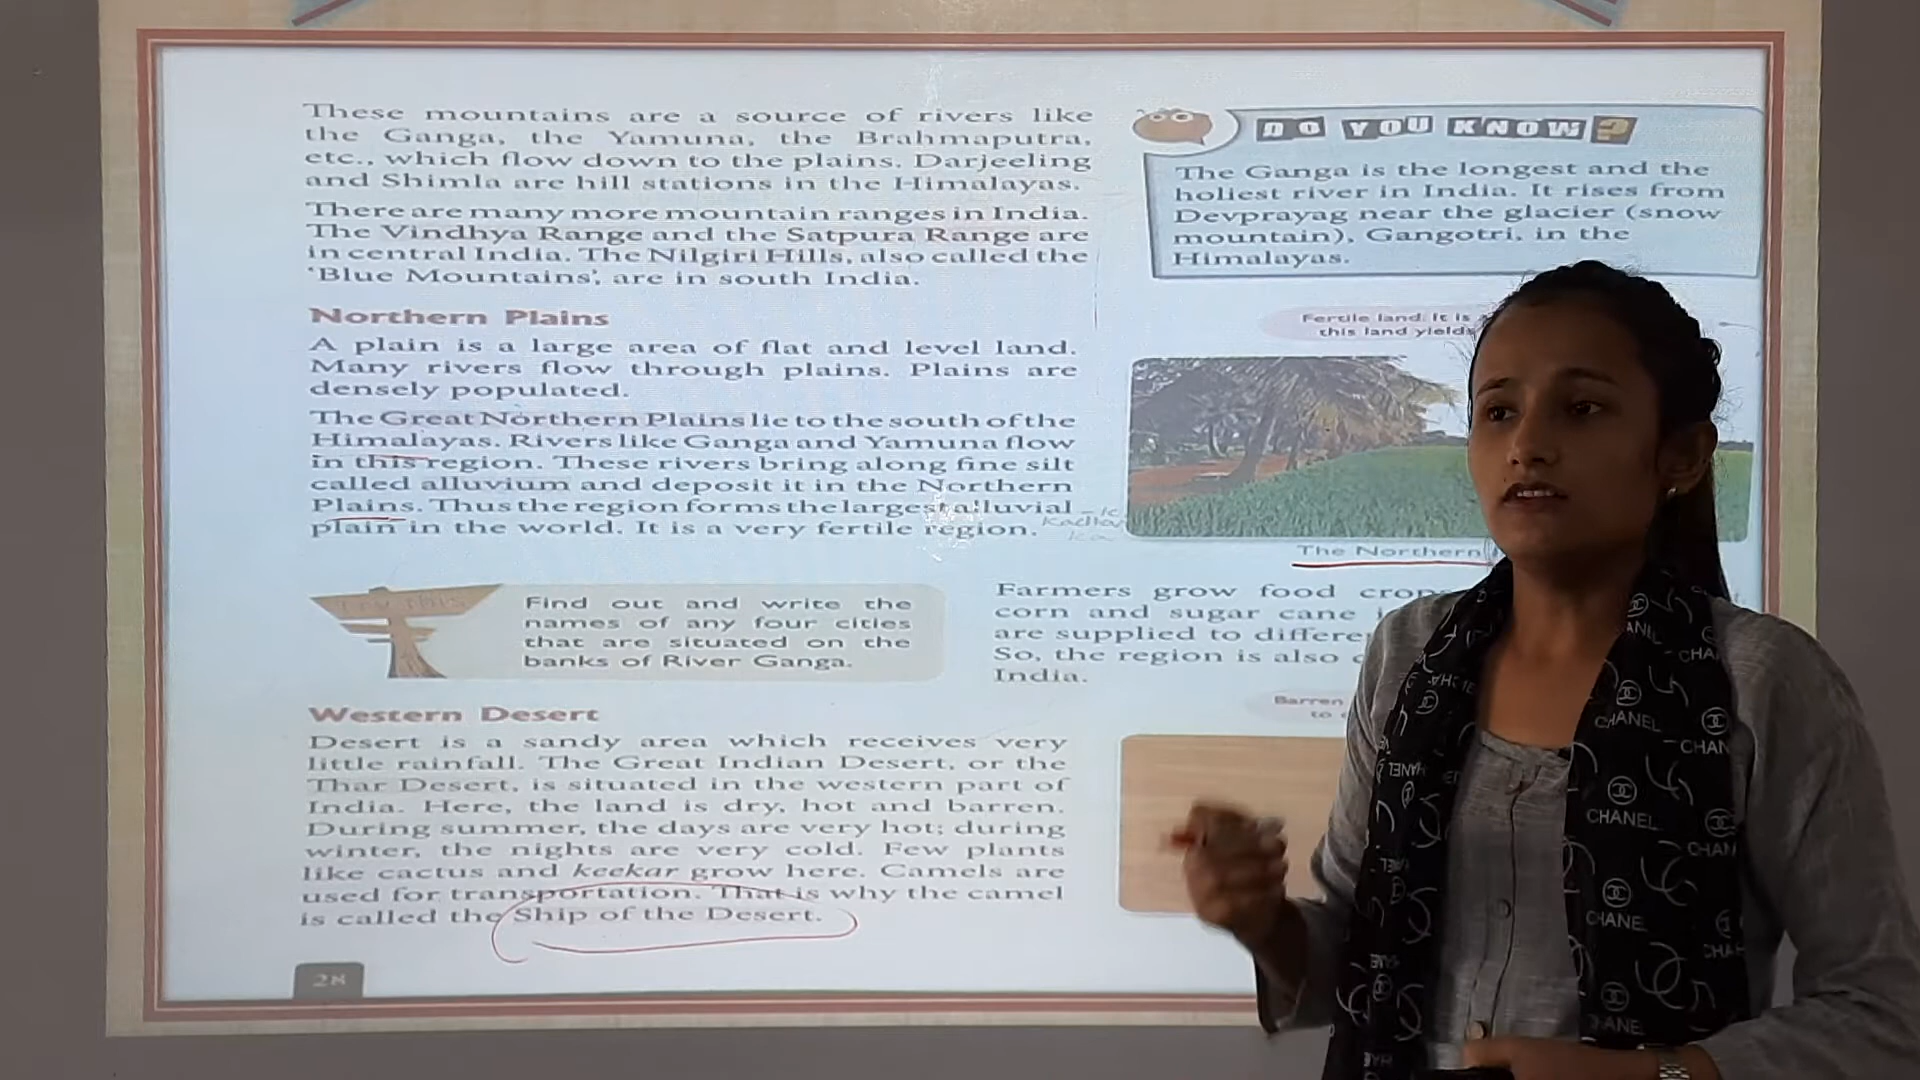 These mountains are a source of rivers like
the Ganga, the Yamuna, the Brahmaputra,
etc., which flow down to the plains. Darjeeling
and Shimla are hill stations in the Himalayas.
There are many more mountain ranges in India.
The Vindhya Range and the Satpura Range are
in central India. The Nilgiri Hills, also called the
'Blue Mountains', are in south India.
Northern Plains
A plain is a large area of flat and level land.
Many rivers flow through plains. Plains are
densely populated.
The Great Northern Plains lie to the south of the
Himalayas. Rivers like Ganga and Yamuna flow
in this region. These rivers bring along fine silt
called alluvium and deposit it in the Northern
Plains. Thus the region forms the largest alluvial
plain in the world. It is a very fertile region.
Try this
Find out and write the
names of any four cities
that are situated on the
banks of River Ganga.
Western Desert
Desert is a sandy area which receives very
little rainfall. The Great Indian Desert, or the
Thar Desert, is situated in the western part of
India. Here, the land is dry, hot and barren.
During summer, the days are very hot; during
winter, the nights are very cold. Few plants
like cactus and keekar grow here. Camels are
used for transportation. That is why the camel
is called the Ship of the Desert.
28
DO YOU KNOW?
The Ganga is the longest and the
holiest river in India. It rises from
Devprayag near the glacier (snow
mountain), Gangotri, in the
Himalayas.
Fertile land: It is
this land yields
The Northern
Farmers grow food crops
corn and sugar cane
are supplied to
So, the region is also
India.
Barren
to
CHANEL
CHANEL
CHANEL
CHANEL